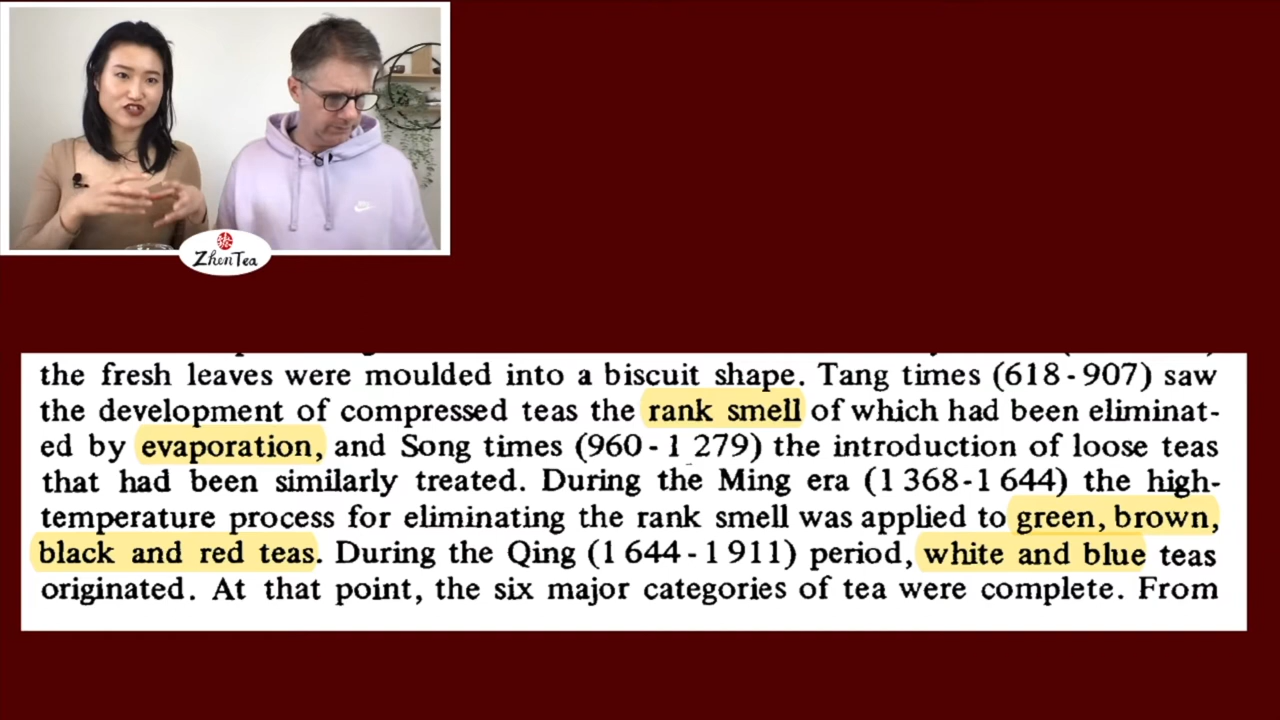 ZhenTea
the fresh leaves were moulded into a biscuit shape. Tang times (618-907) saw
the development of compressed teas the rank smell of which had been eliminat-
ed by evaporation, and Song times (960-1 279) the introduction of loose teas
that had been similarly treated. During the Ming era (1 368-1 644) the high-
temperature process for eliminating the rank smell was applied to green, brown,
black and red teas. During the Qing (1 644-1 911) period, white and blue teas
originated. At that point, the six major categories of tea were complete. From